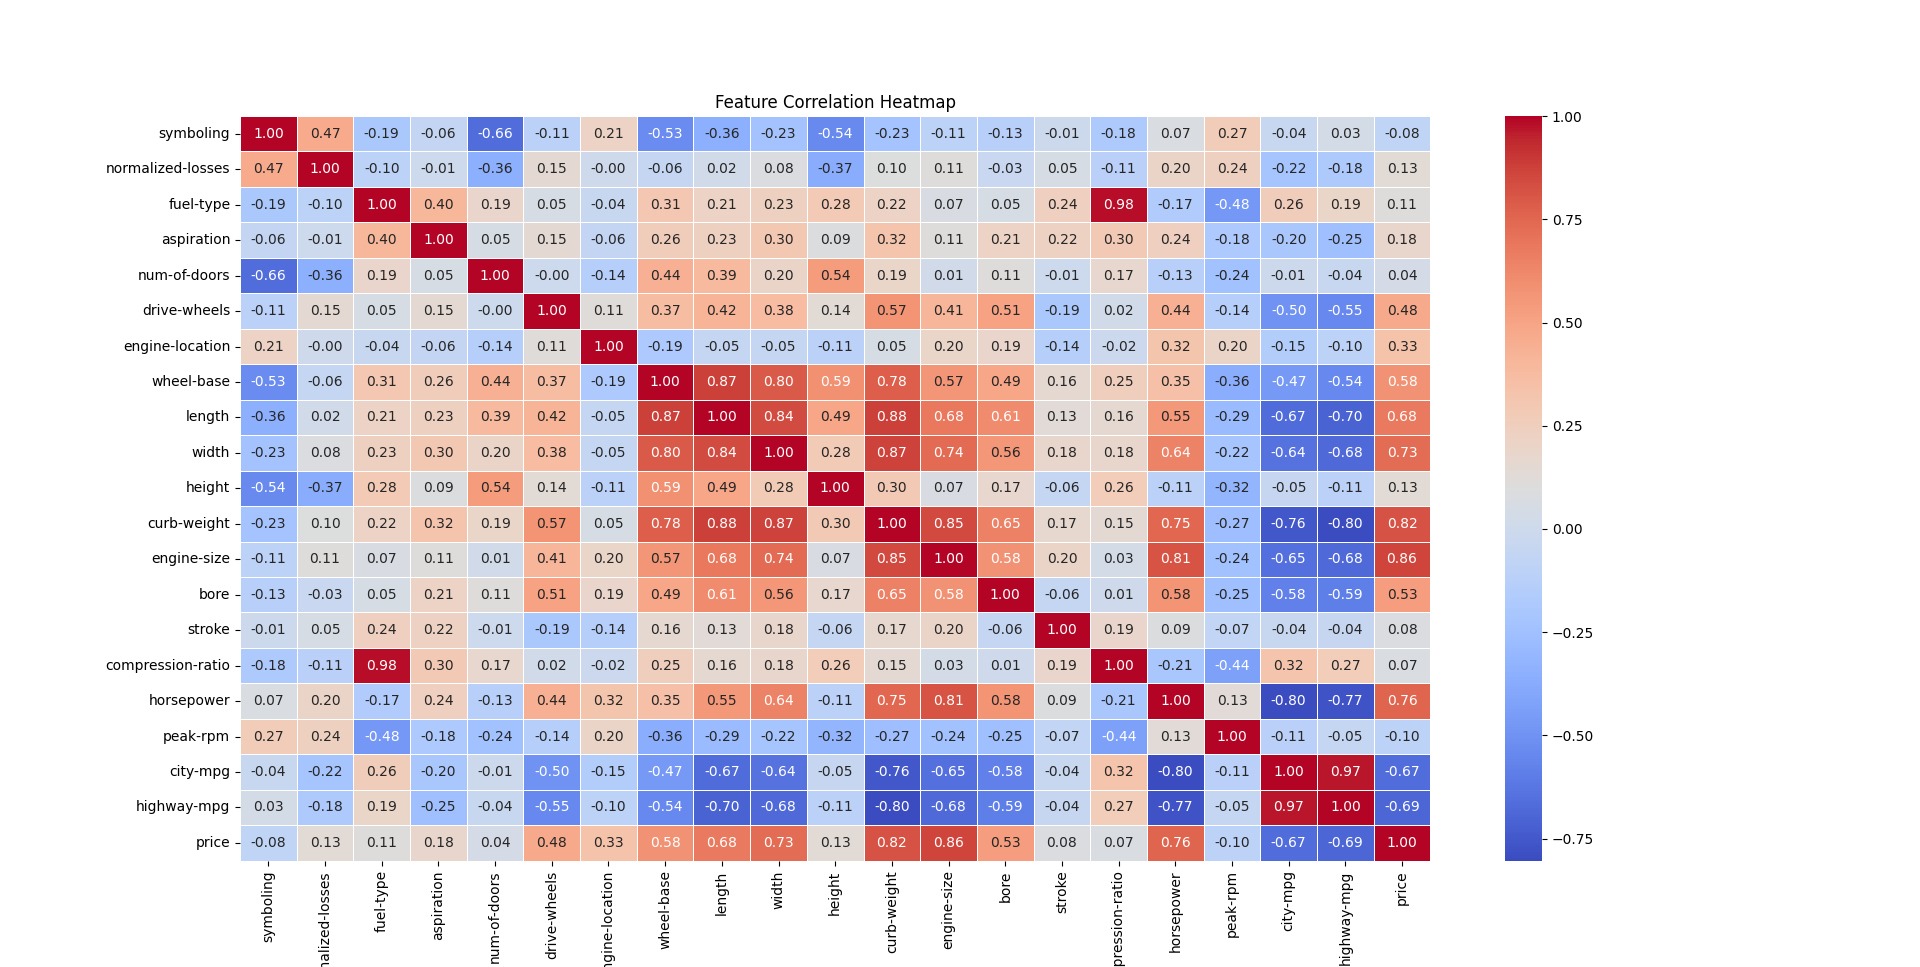 Feature Correlation Heatmap
symboling 1.00 0.47 -0.19 -0.06 -0.66 -0.11 0.21 -0.53 -0.36 -0.23 -0.54 -0.23 -0.11 -0.13 -0.01 -0.18 0.07 0.27 -0.04 0.03 -0.08
normalized-losses 0.47 1.00 -0.10 -0.01 -0.36 0.15 -0.00 -0.06 0.02 0.08 -0.37 0.10 0.11 -0.03 0.05 -0.11 0.20 0.24 -0.22 -0.18 0.13
fuel-type -0.19 -0.10 1.00 0.40 0.19 0.05 -0.04 0.31 0.21 0.23 0.28 0.22 0.07 0.05 0.24 0.98 -0.17 -0.48 0.26 0.19 0.11
aspiration -0.06 -0.01 0.40 1.00 0.05 0.15 -0.06 0.26 0.23 0.30 0.09 0.32 0.11 0.21 0.22 0.30 0.24 -0.18 -0.20 -0.25 0.18
num-of-doors -0.66 -0.36 0.19 0.05 1.00 -0.00 -0.14 0.44 0.39 0.20 0.54 0.19 0.01 0.11 -0.01 0.17 -0.13 -0.24 -0.01 -0.04 0.04
drive-wheels -0.11 0.15 0.05 0.15 -0.00 1.00 0.11 0.37 0.42 0.38 0.14 0.57 0.41 0.51 -0.19 0.02 0.44 -0.14 -0.50 -0.55 0.48
engine-location 0.21 -0.00 -0.04 -0.06 -0.14 0.11 1.00 -0.19 -0.05 -0.05 -0.11 0.05 0.20 0.19 -0.14 -0.02 0.32 0.20 -0.15 -0.10 0.33
wheel-base -0.53 -0.06 0.31 0.26 0.44 0.37 -0.19 1.00 0.87 0.80 0.59 0.78 0.57 0.49 0.16 0.25 0.35 -0.36 -0.47 -0.54 0.58
length -0.36 0.02 0.21 0.23 0.39 0.42 -0.05 0.87 1.00 0.84 0.49 0.88 0.68 0.61 0.13 0.16 0.55 -0.29 -0.67 -0.70 0.68
width -0.23 0.08 0.23 0.30 0.20 0.38 -0.05 0.80 0.84 1.00 0.28 0.87 0.74 0.56 0.18 0.18 0.64 -0.22 -0.64 -0.68 0.73
height -0.54 -0.37 0.28 0.09 0.54 0.14 -0.11 0.59 0.49 0.28 1.00 0.30 0.07 0.17 -0.06 0.26 -0.11 -0.32 -0.05 -0.11 0.13
curb-weight -0.23 0.10 0.22 0.32 0.19 0.57 0.05 0.78 0.88 0.87 0.30 1.00 0.85 0.65 0.17 0.15 0.75 -0.27 -0.76 -0.80 0.82
engine-size -0.11 0.11 0.07 0.11 0.01 0.41 0.20 0.57 0.68 0.74 0.07 0.85 1.00 0.58 0.20 0.03 0.81 -0.24 -0.65 -0.68 0.86
bore -0.13 -0.03 0.05 0.21 0.11 0.51 0.19 0.49 0.61 0.56 0.17 0.65 0.58 1.00 -0.06 0.01 0.58 -0.25 -0.58 -0.59 0.53
stroke -0.01 0.05 0.24 0.22 -0.01 -0.19 -0.14 0.16 0.13 0.18 -0.06 0.17 0.20 -0.06 1.00 0.19 0.09 -0.07 -0.04 -0.04 0.08
compression-ratio -0.18 -0.11 0.98 0.30 0.17 0.02 -0.02 0.25 0.16 0.18 0.26 0.15 0.03 0.01 0.19 1.00 -0.21 -0.44 0.32 0.27 0.07
horsepower 0.07 0.20 -0.17 0.24 -0.13 0.44 0.32 0.35 0.55 0.64 -0.11 0.75 0.81 0.58 0.09 -0.21 1.00 0.13 -0.80 -0.77 0.76
peak-rpm 0.27 0.24 -0.48 -0.18 -0.24 -0.14 0.20 -0.36 -0.29 -0.22 -0.32 -0.27 -0.24 -0.25 -0.07 -0.44 0.13 1.00 -0.11 -0.05 -0.10
city-mpg -0.04 -0.22 0.26 -0.20 -0.01 -0.50 -0.15 -0.47 -0.67 -0.64 -0.05 -0.76 -0.65 -0.58 -0.04 0.32 -0.80 -0.11 1.00 0.97 -0.67
highway-mpg 0.03 -0.18 0.19 -0.25 -0.04 -0.55 -0.10 -0.54 -0.70 -0.68 -0.11 -0.80 -0.68 -0.59 -0.04 0.27 -0.77 -0.05 0.97 1.00 -0.69
price -0.08 0.13 0.11 0.18 0.04 0.48 0.33 0.58 0.68 0.73 0.13 0.82 0.86 0.53 0.08 0.07 0.76 -0.10 -0.67 -0.69 1.00
symboling
nalized-losses
fuel-type
aspiration
num-of-doors
drive-wheels
ngine-location
wheel-base
length
width
height
curb-weight
engine-size
bore
stroke
pression-ratio
horsepower
peak-rpm
city-mpg
highway-mpg
price
1.00
0.75
0.50
0.25
0.00
−0.25
−0.50
−0.75